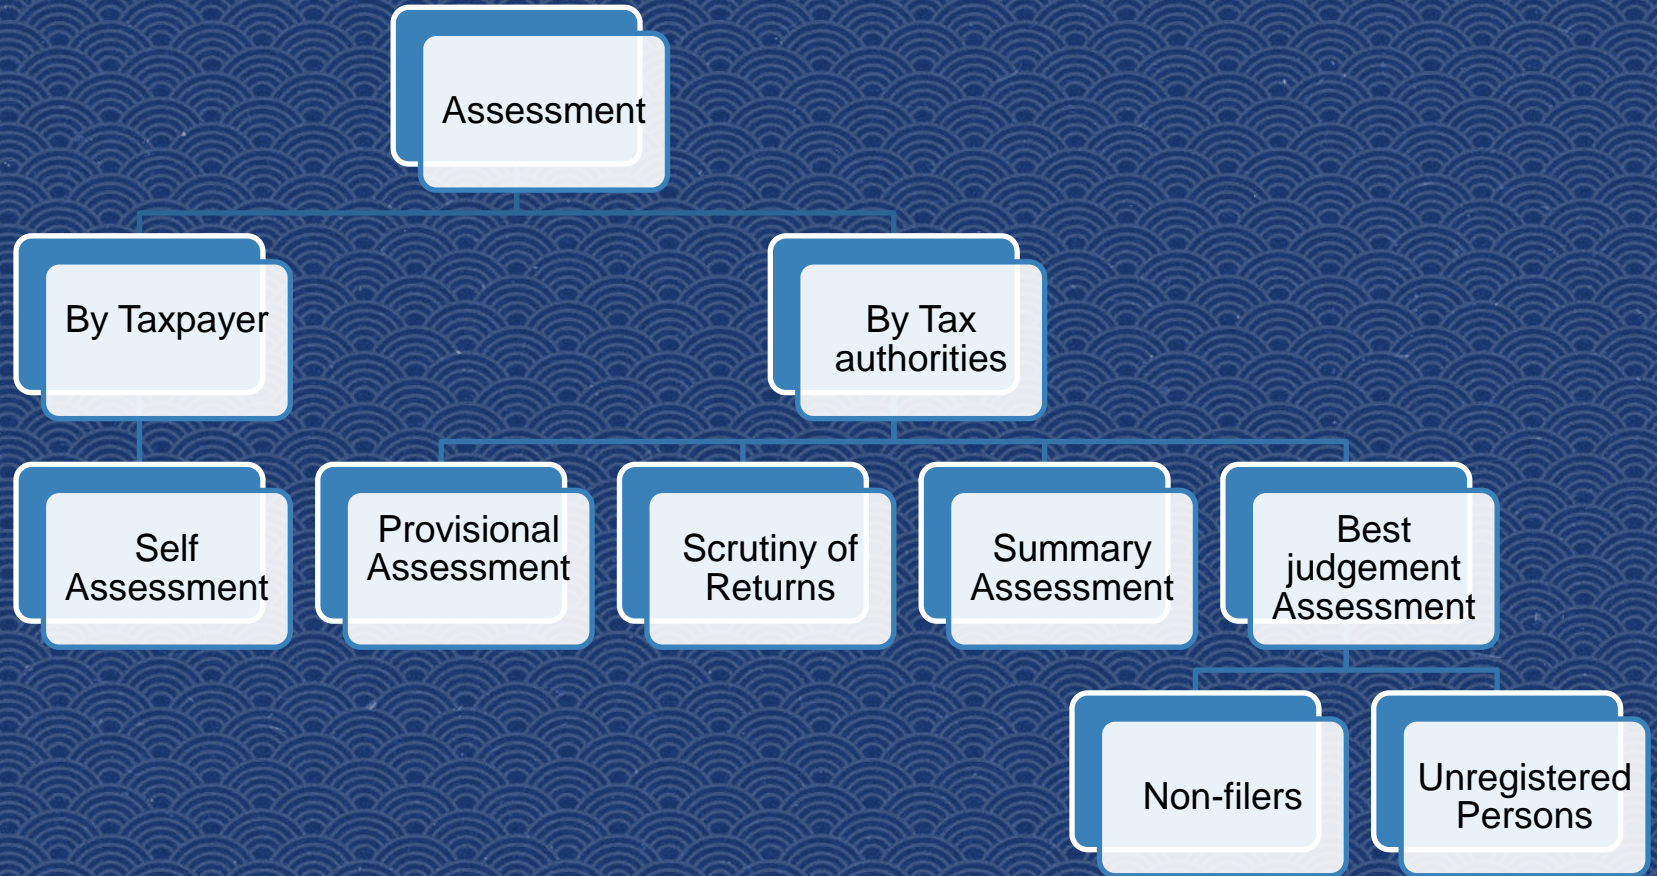 Assessment
By Taxpayer
By Tax
authorities
Self
Assessment
Provisional
Assessment
Scrutiny of
Returns
Summary
Assessment
Best
judgement
Assessment
Non-filers
Unregistered
Persons